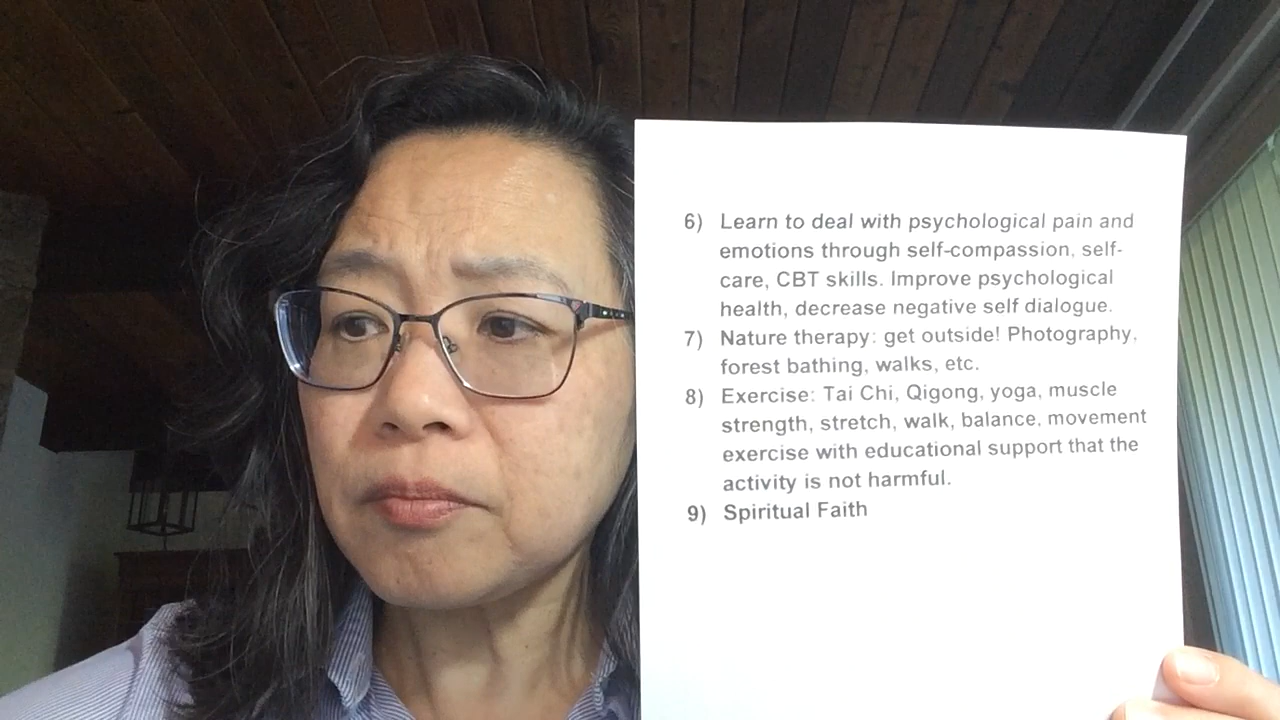 6) Learn to deal with psychological pain and
emotions through self-compassion, self-
care, CBT skills. Improve psychological
health, decrease negative self dialogue.
7) Nature therapy: get outside! Photography,
forest bathing, walks, etc.
8) Exercise: Tai Chi, Qigong, yoga, muscle
strength, stretch, walk, balance, movement
exercise with educational support that the
activity is not harmful.
9) Spiritual Faith